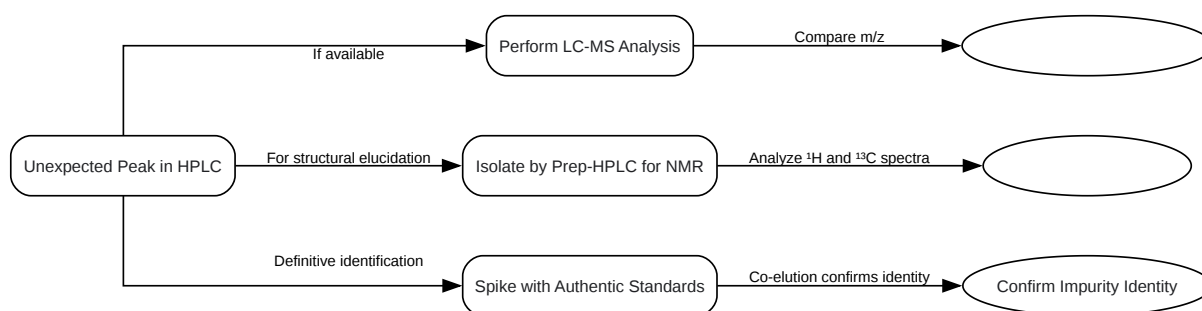 If available
Perform LC-MS Analysis
Compare m/z
Unexpected Peak in HPLC
For structural elucidation
Isolate by Prep-HPLC for NMR
Analyze ¹H and ¹³C spectra
Definitive identification
Spike with Authentic Standards
Co-elution confirms identity
Confirm Impurity Identity